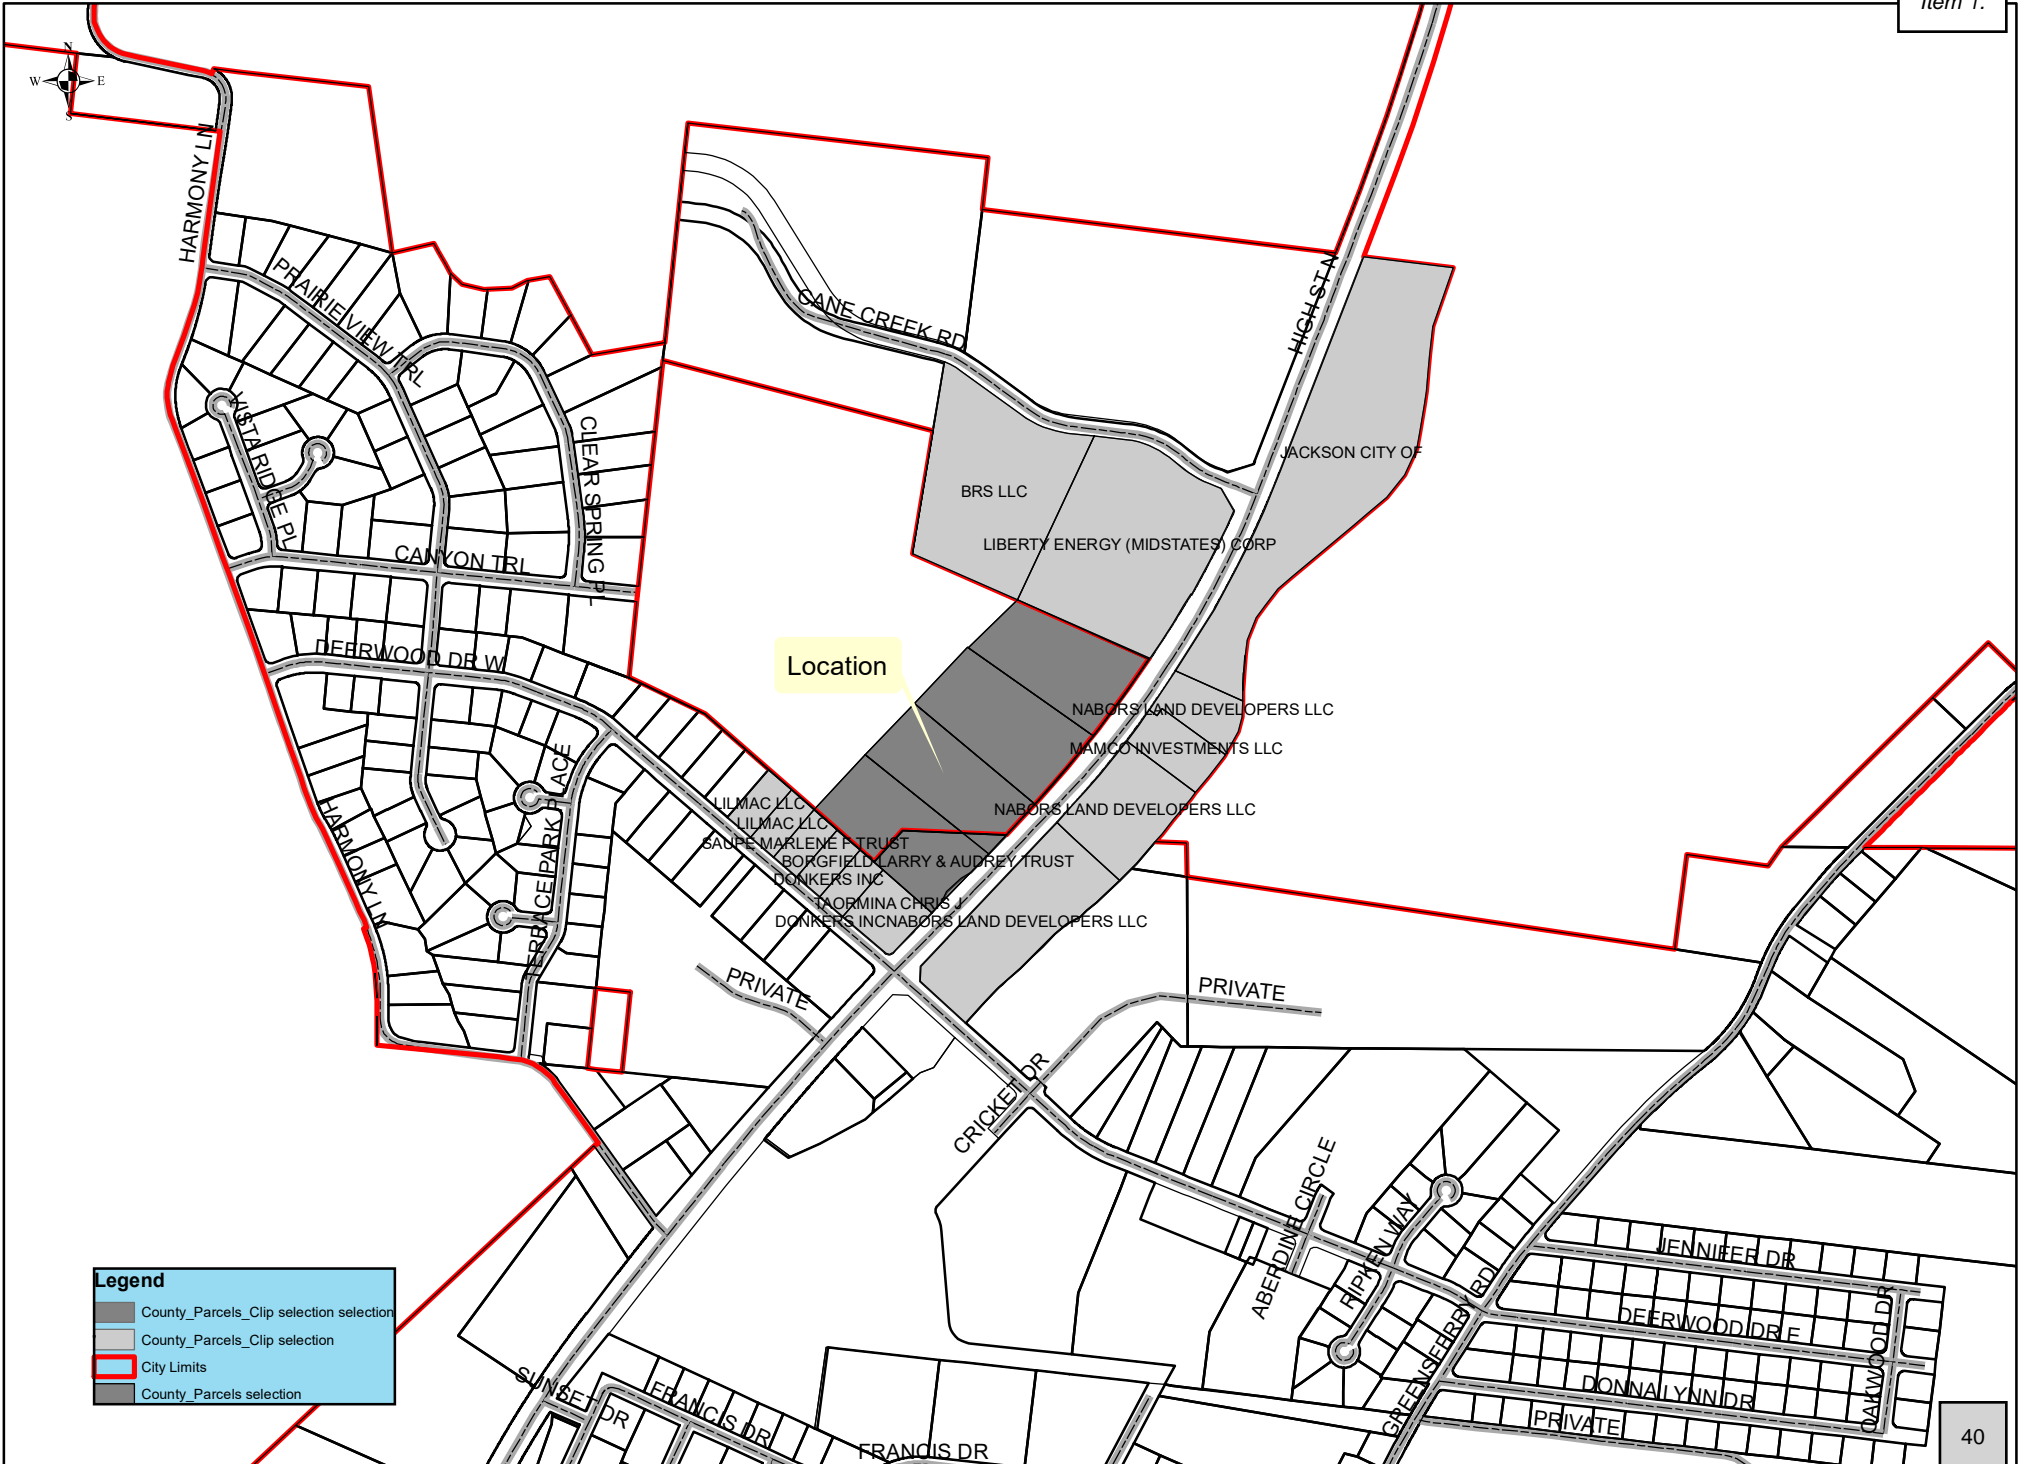 Item 1.
N
W E
S
HARMONY LN
PRAIRIE VIEW TRL
CANE CREEK RD
HIGH ST N
VISTA RIDGE PL
CLEAR SPRING PL
JACKSON CITY OF
BRS LLC
LIBERTY ENERGY (MIDSTATES) CORP
CANYON TRL
DEERWOOD DR W
Location
NABORS LAND DEVELOPERS LLC
MAMCO INVESTMENTS LLC
NABORS LAND DEVELOPERS LLC
LILMAC LLC
LILMAC LLC
SAUPE MARLENE F TRUST
BORGFIELD LARRY & AUDREY TRUST
DONKERS INC
TAORMINA CHRIS J
DONKERS INCNABORS LAND DEVELOPERS LLC
HARMONY LN
TERRACE PARK PLACE
PRIVATE
PRIVATE
CRICKET DR
ABERDINE CIRCLE
RIPKEN WAY
GREENSFERRY RD
JENNIFER DR
DEERWOOD DR E
DONNA LYNN DR
OAKWOOD DR
PRIVATE
Legend
County_Parcels_Clip selection selection
County_Parcels_Clip selection
City Limits
County_Parcels selection
SUNSET DR
FRANCIS DR
FRANCIS DR
40